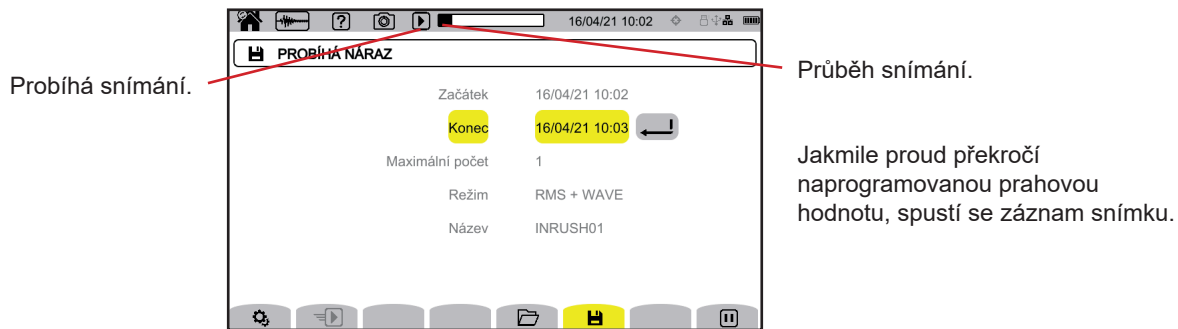 16/04/21 10:02
PROBÍHÁ NÁRAZ
Probíhá snímání.
Průběh snímání.
Začátek 16/04/21 10:02
Konec 16/04/21 10:03
Maximální počet 1
Režim RMS + WAVE
Název INRUSH01
Jakmile proud překročí
naprogramovanou prahovou
hodnotu, spustí se záznam snímku.